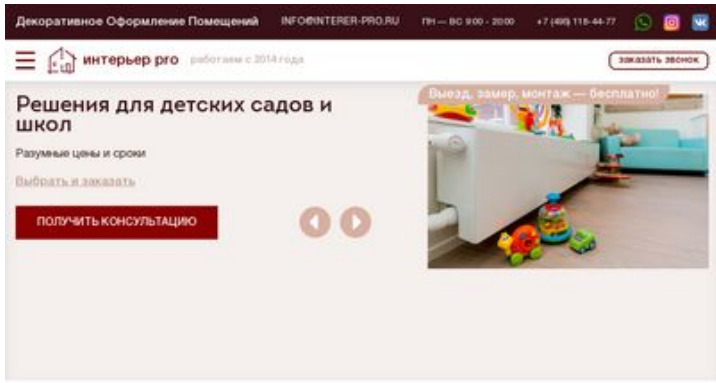 Декоративное Оформление Помещений
INFO@INTERER-PRO.RU
ПН — ВС 9:00 - 20:00
+7 (495) 118-44-77
интерьер pro
работаем с 2014 года
заказать звонок
Решения для детских садов и
школ
Разумные цены и сроки
Выбрать и заказать
ПОЛУЧИТЬ КОНСУЛЬТАЦИЮ
Выезд, замер, монтаж — бесплатно!